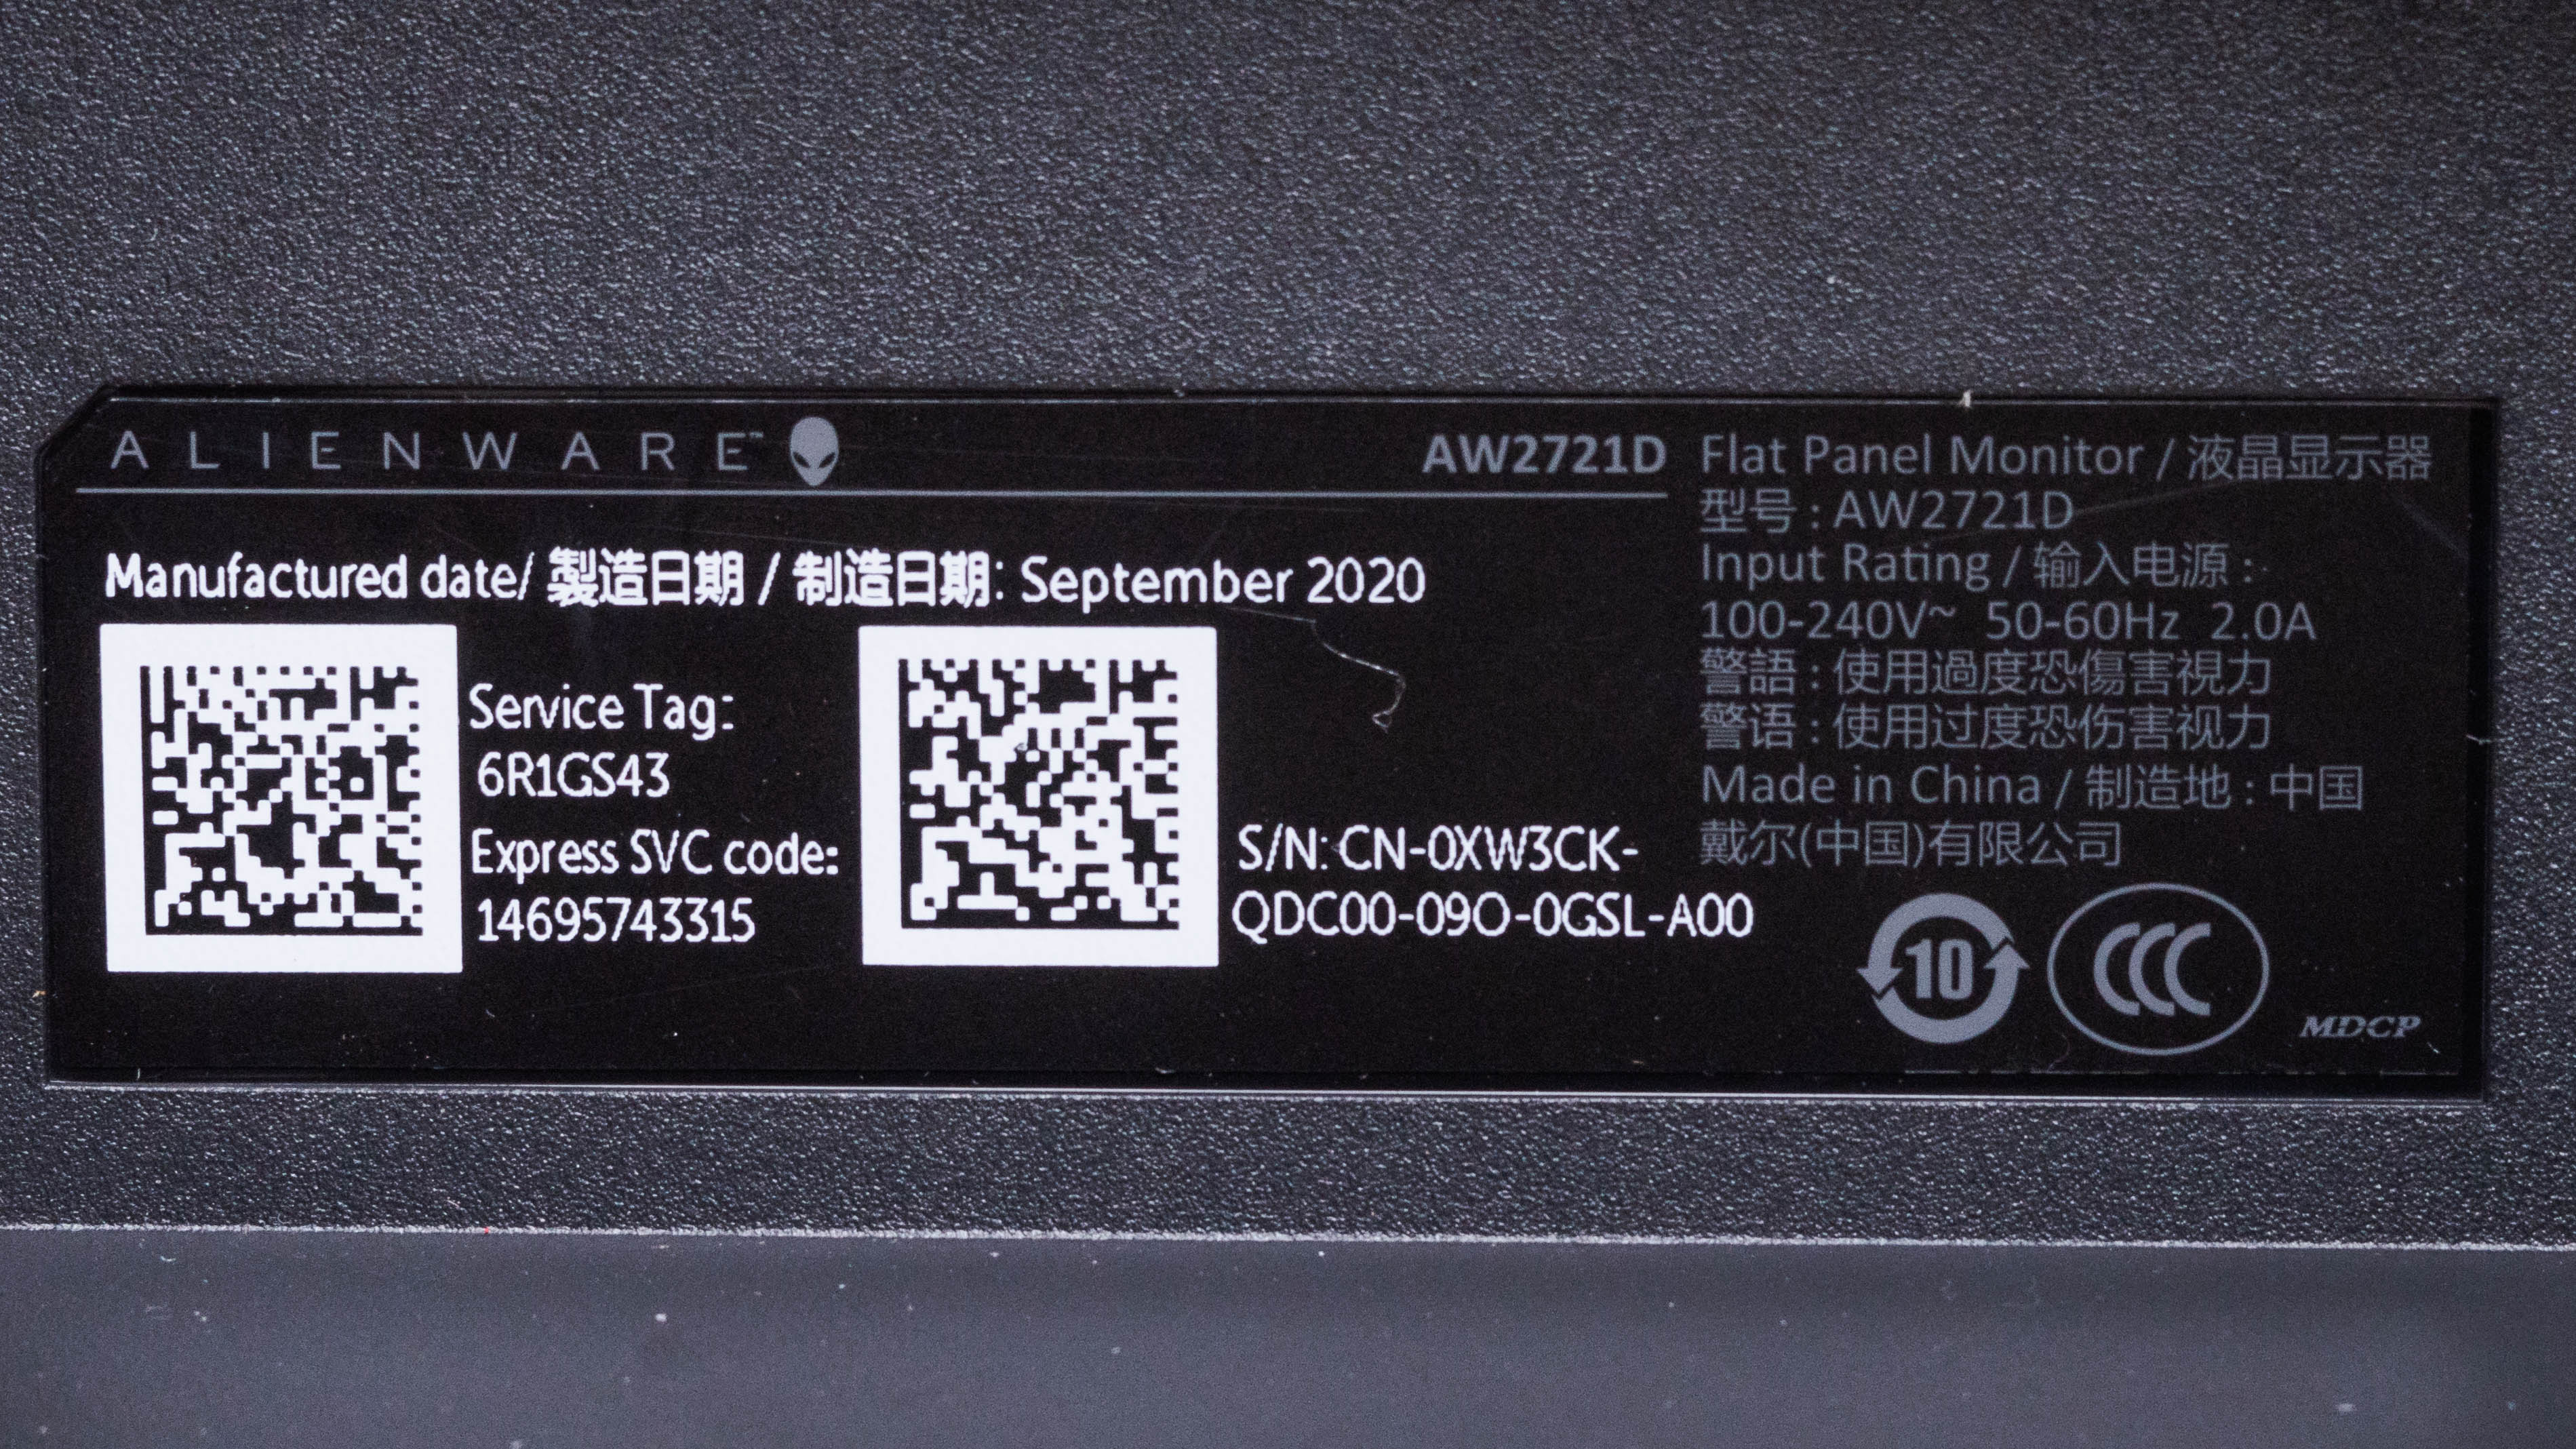 ALIENWARE™
AW2721D
Manufactured date/ 製造日期 / 制造日期: September 2020
Service Tag:
6R1GS43
Express SVC code:
14695743315
S/N: CN-0XW3CK-
QDC00-09O-0GSL-A00
Flat Panel Monitor / 液晶显示器
型号 : AW2721D
Input Rating / 输入电源 :
100-240V~ 50-60Hz 2.0A
警語 : 使用過度恐傷害視力
警语 : 使用过度恐伤害视力
Made in China / 制造地 : 中国
戴尔(中国)有限公司
10
CCC
MDCP